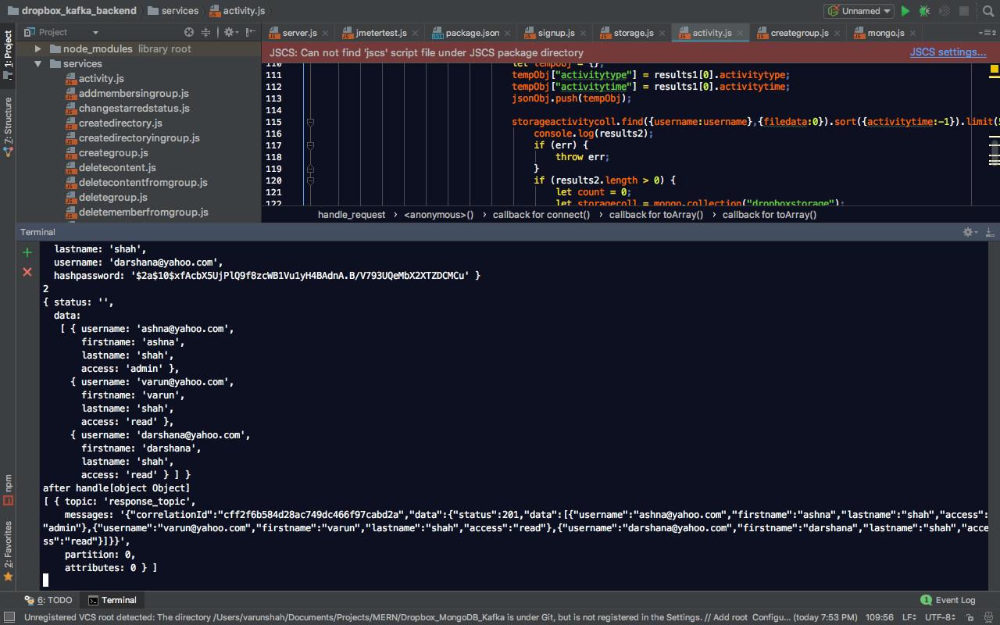 dropbox_kafka_backend services activity.js Unnamed
1: Project
Z: Structure
npm
2: Favorites
Project
server.js jmetertest.js package.json signup.js storage.js activity.js creategroup.js mongo.js 2
node_modules library root
services
activity.js
addmembersingroup.js
changestarredstatus.js
createdirectory.js
createdirectoryingroup.js
creategroup.js
deletecontent.js
deletecontentfromgroup.js
deletegroup.js
deletememberfromgroup.js
JSCS: Can not find 'jscs' script file under JSCS package directory JSCS settings...
110 let tempObj = {};
111 tempObj["activitytype"] = results1[0].activitytype;
112 tempObj["activitytime"] = results1[0].activitytime;
113 jsonObj.push(tempObj);
114
115 storageactivitycoll.find({username:username},{filedata:0}).sort({activitytime:-1}).limit(5
116 console.log(results2);
117 if (err) {
118 throw err;
119 }
120 if (results2.length > 0) {
121 let count = 0;
122 let storagecoll = mongo.collection("dropboxstorage");
handle_request › <anonymous>() › callback for connect() › callback for toArray() › callback for toArray()
Terminal
lastname: 'shah',
username: 'darshana@yahoo.com',
hashpassword: '$2a$10$xfAcbX5UjPlQ9f8zcWB1Vu1yH4BAdnA.B/V793UQeMbX2XTZDCMCu' }
2
{ status: '',
data:
[ { username: 'ashna@yahoo.com',
firstname: 'ashna',
lastname: 'shah',
access: 'admin' },
{ username: 'varun@yahoo.com',
firstname: 'varun',
lastname: 'shah',
access: 'read' },
{ username: 'darshana@yahoo.com',
firstname: 'darshana',
lastname: 'shah',
access: 'read' } ] }
after handle[object Object]
[ { topic: 'response_topic',
messages: '{"correlationId":"cff2f6b584d28ac749dc466f97cabd2a","data":{"status":201,"data":[{"username":"ashna@yahoo.com","firstname":"ashna","lastname":"shah","access":
"admin"},{"username":"varun@yahoo.com","firstname":"varun","lastname":"shah","access":"read"},{"username":"darshana@yahoo.com","firstname":"darshana","lastname":"shah","acce
ss":"read"}]}}',
partition: 0,
attributes: 0 } ]
6: TODO Terminal 1 Event Log
Unregistered VCS root detected: The directory /Users/varunshah/Documents/Projects/MERN/Dropbox_MongoDB_Kafka is under Git, but is not registered in the Settings. // Add root Configu... (today 7:53 PM) 109:56 LF÷ UTF-8÷